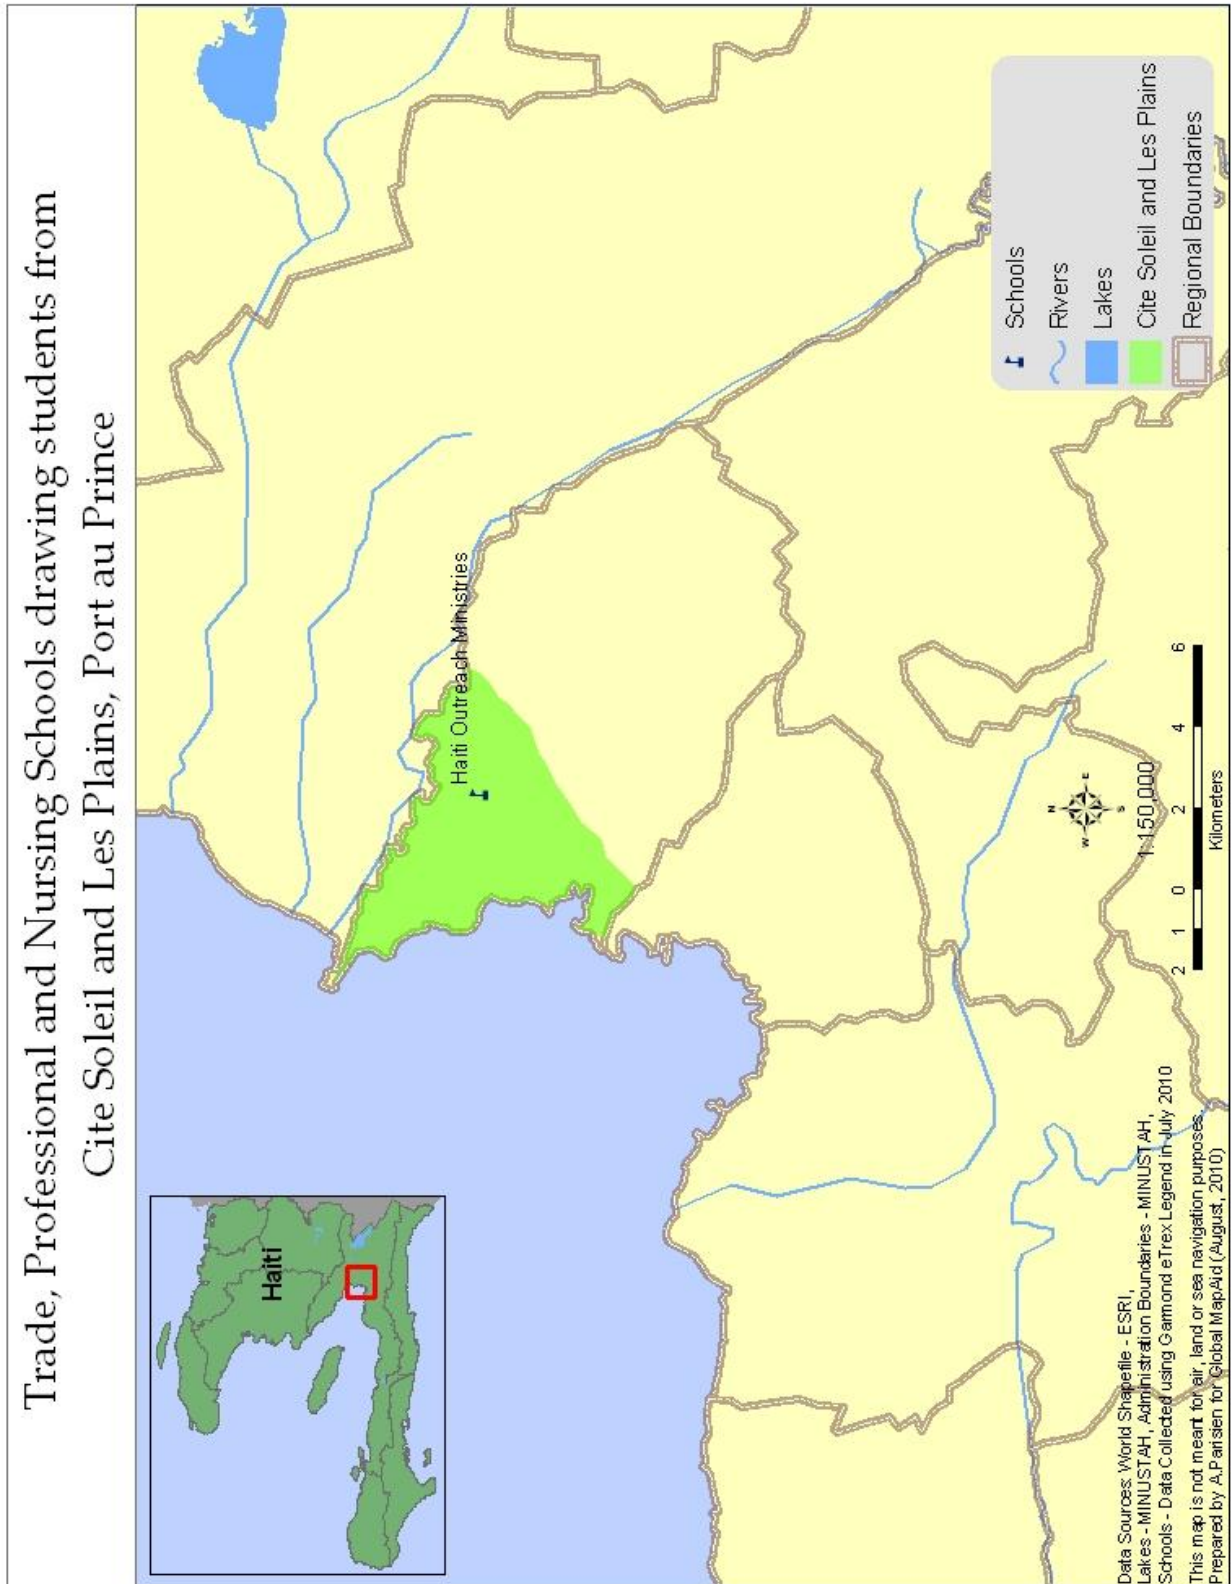 Trade, Professional and Nursing Schools drawing students from
Cite Soleil and Les Plains, Port au Prince
Haiti
Haiti Outreach Ministries
Schools
Rivers
Lakes
Cite Soleil and Les Plains
Regional Boundaries
N
W E
S
1:150,000
2 1 0 2 4 6
Kilometers
Data Sources: World Shapefile - ESRI,
Lakes - MINUSTAH, Administration Boundaries - MINUSTAH,
Schools - Data Collected using Garmond eTrex Legend in July 2010
This map is not meant for air, land or sea navigation purposes.
Prepared by A.Parisien for Global MapAid (August, 2010)